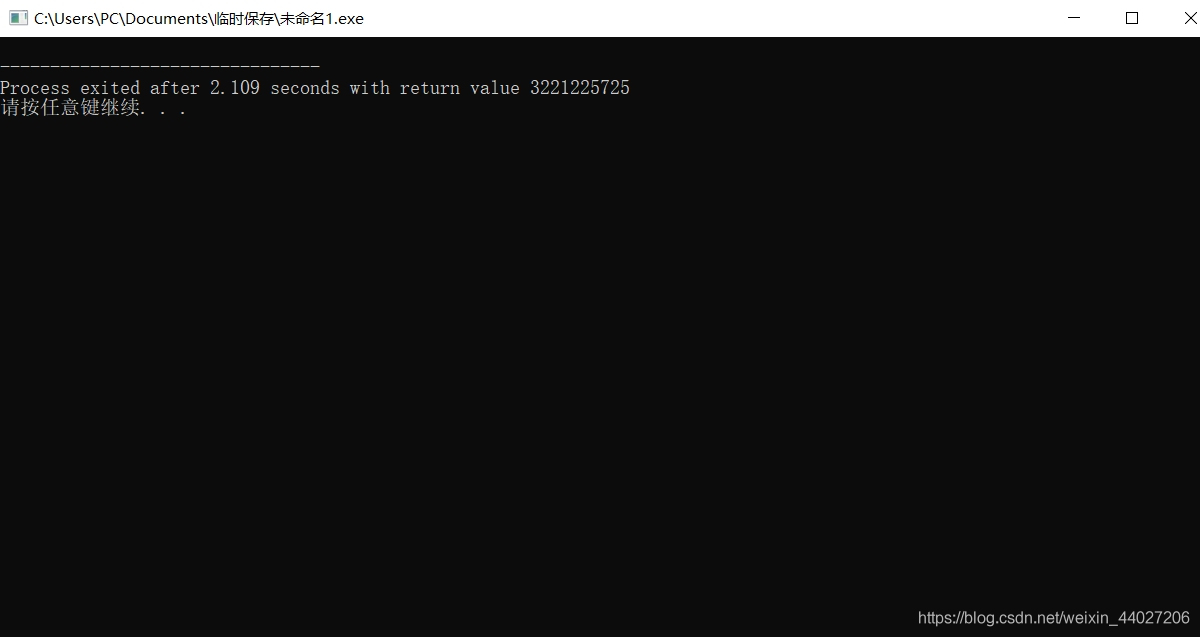 C:\Users\PC\Documents\临时保存\未命名1.exe
--------------------------------
Process exited after 2.109 seconds with return value 3221225725
请按任意键继续. . .
https://blog.csdn.net/weixin_44027206